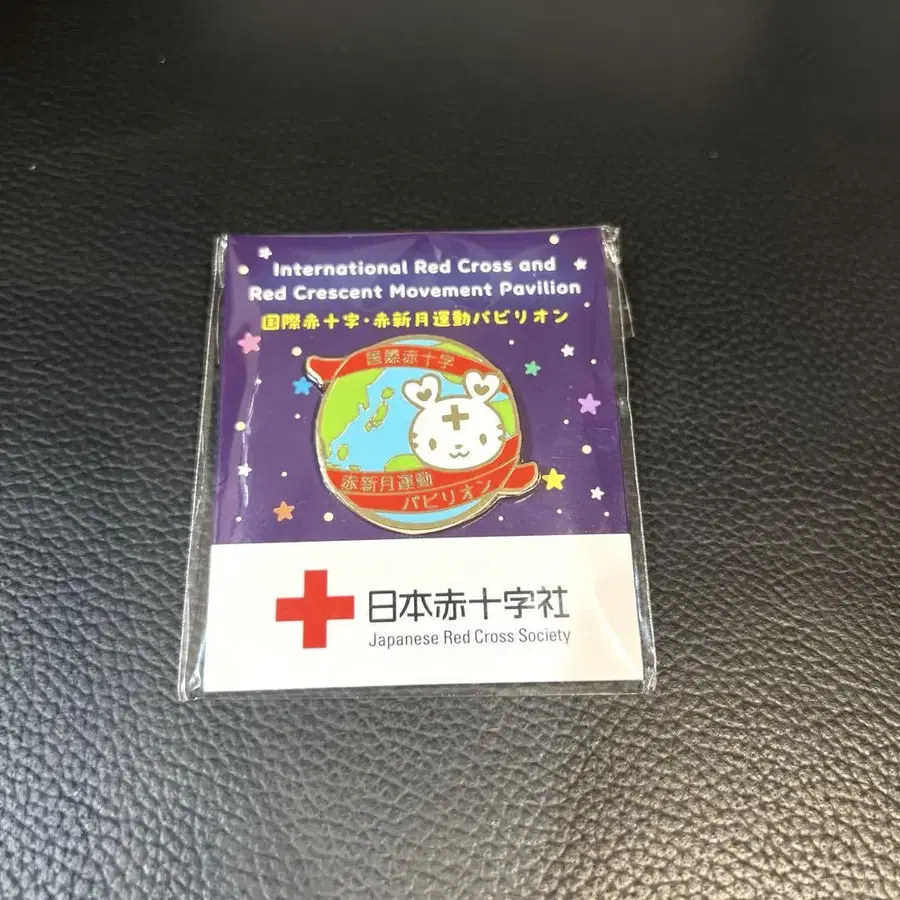 International Red Cross and
Red Crescent Movement Pavilion
国際赤十字・赤新月運動パビリオン
国際赤十字
赤新月運動
パビリオン
日本赤十字社
Japanese Red Cross Society